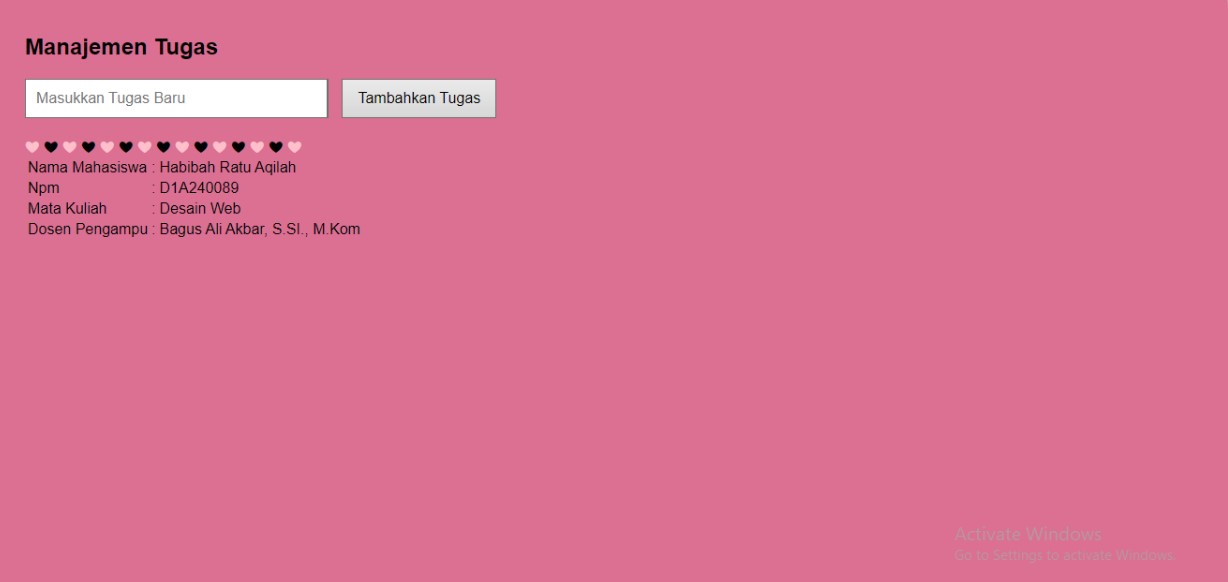 Manajemen Tugas
Masukkan Tugas Baru
Tambahkan Tugas
Nama Mahasiswa : Habibah Ratu Aqilah
Npm : D1A240089
Mata Kuliah : Desain Web
Dosen Pengampu : Bagus Ali Akbar, S.SI., M.Kom
Activate Windows
Go to Settings to activate Windows.